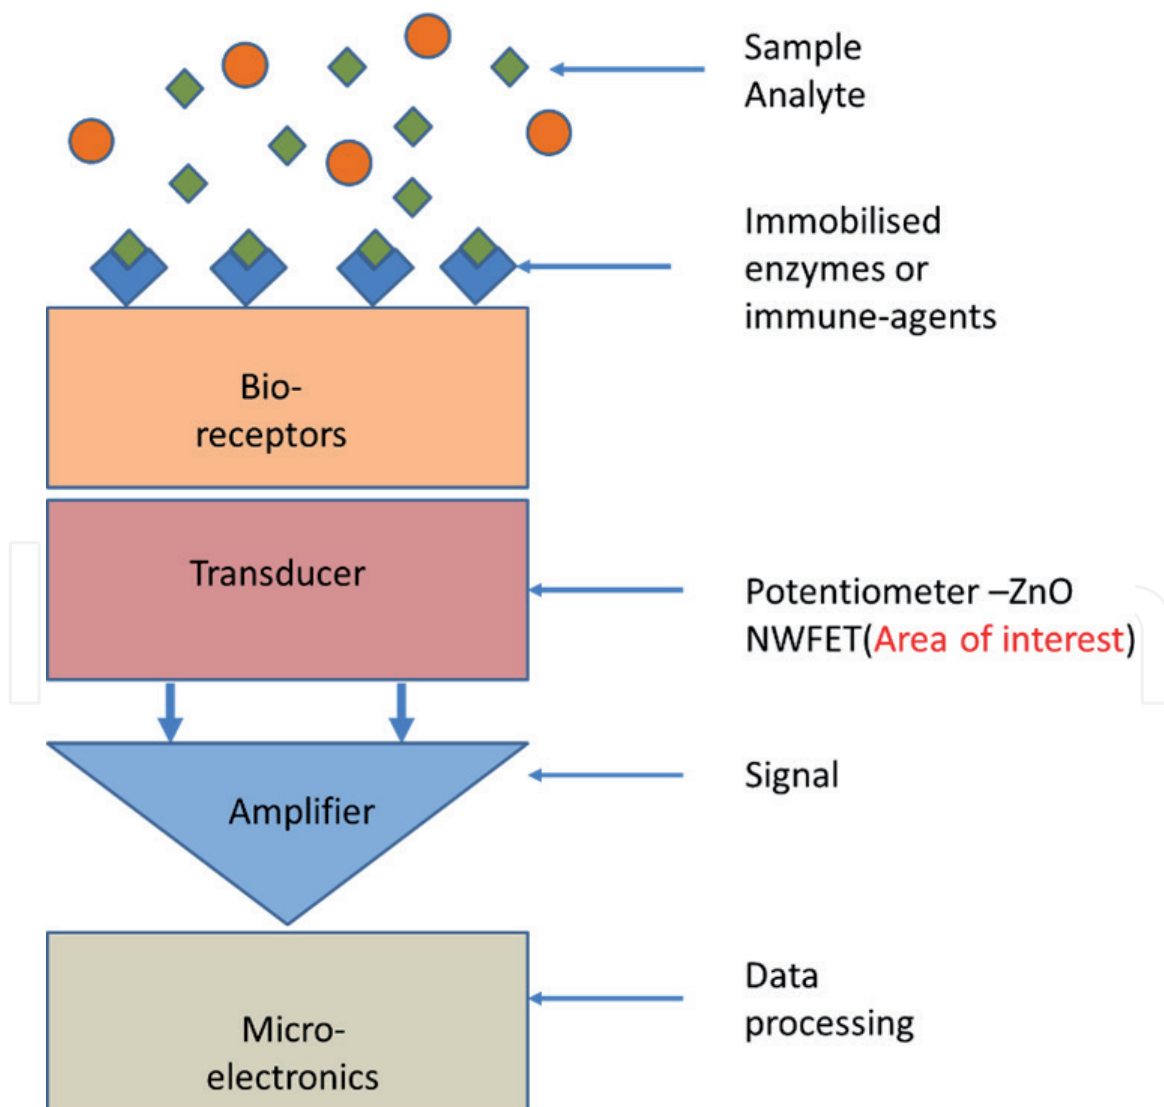 Sample
Analyte
Immobilised
enzymes or
immune-agents
Bio-
receptors
Transducer
Potentiometer –ZnO
NWFET(Area of interest)
Signal
Amplifier
Data
processing
Micro-
electronics